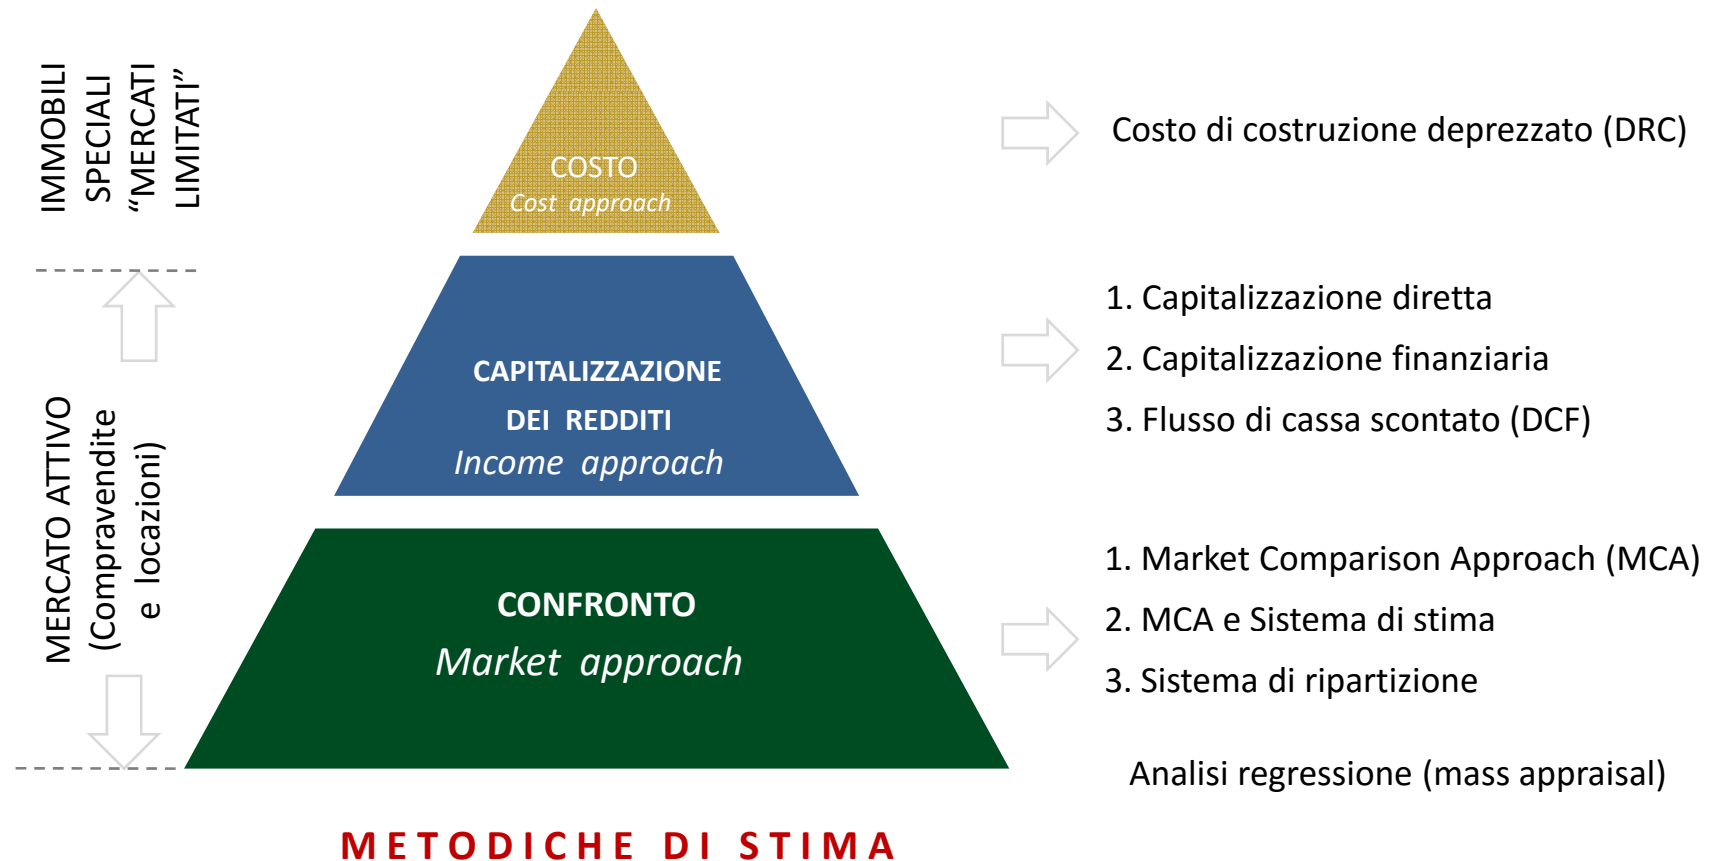 IMMOBILI
SPECIALI
“MERCATI
LIMITATI”
COSTO
Cost approach
Costo di costruzione deprezzato (DRC)
MERCATO ATTIVO
(Compravendite
e locazioni)
CAPITALIZZAZIONE
DEI REDDITI
Income approach
1. Capitalizzazione diretta
2. Capitalizzazione finanziaria
3. Flusso di cassa scontato (DCF)
CONFRONTO
Market approach
1. Market Comparison Approach (MCA)
2. MCA e Sistema di stima
3. Sistema di ripartizione
Analisi regressione (mass appraisal)
METODICHE DI STIMA